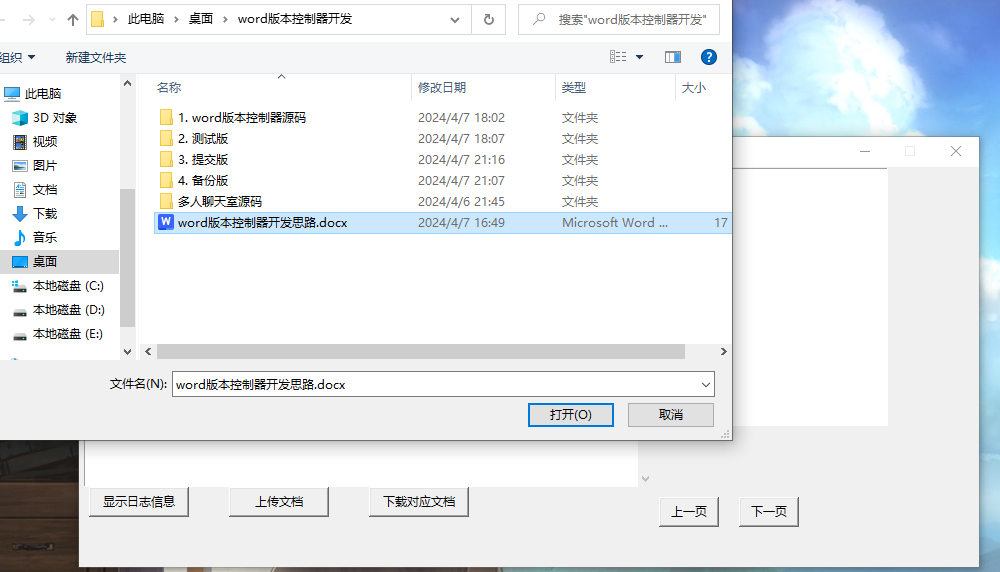 此电脑 > 桌面 > word版本控制器开发
搜索"word版本控制器开发"
组织 新建文件夹
名称 修改日期 类型 大小
此电脑
3D 对象
视频
图片
文档
下载
音乐
桌面
本地磁盘 (C:)
本地磁盘 (D:)
本地磁盘 (E:)
1. word版本控制器源码 2024/4/7 18:02 文件夹
2. 测试版 2024/4/7 18:07 文件夹
3. 提交版 2024/4/7 21:16 文件夹
4. 备份版 2024/4/7 21:07 文件夹
多人聊天室源码 2024/4/6 21:45 文件夹
word版本控制器开发思路.docx 2024/4/7 16:49 Microsoft Word ... 17
文件名(N): word版本控制器开发思路.docx
打开(O) 取消
显示日志信息 上传文档 下载对应文档
上一页 下一页